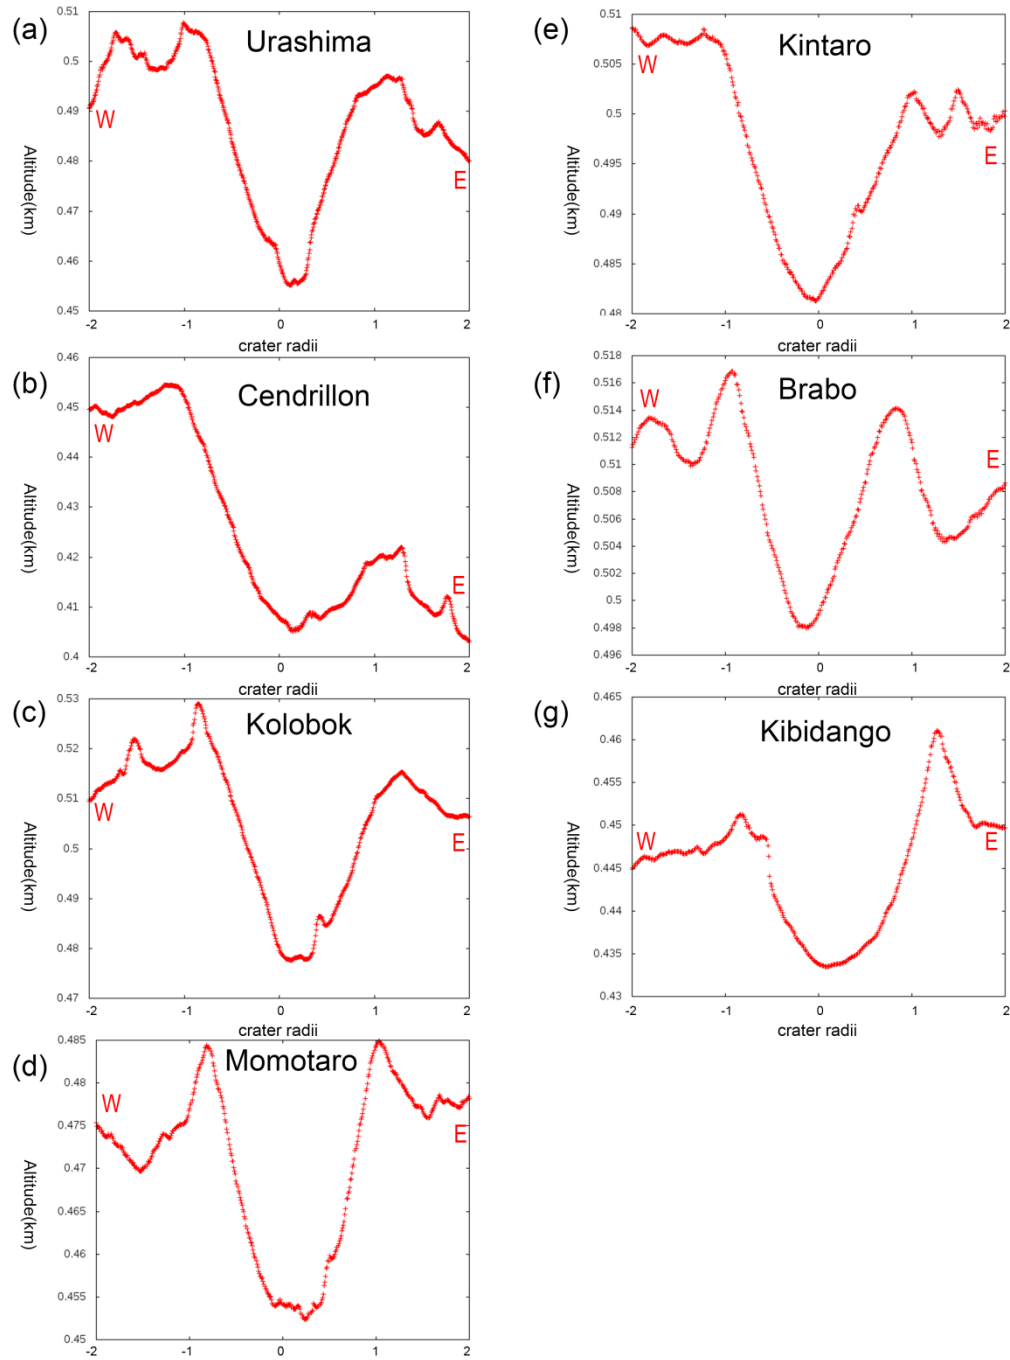 (a)
Urashima
0.51
0.5
0.49
0.48
0.47
0.46
0.45
Altitude(km)
W
E
-2
-1
0
1
2
crater radii
(b)
Cendrillon
0.46
0.45
0.44
0.43
0.42
0.41
0.4
Altitude(km)
W
E
-2
-1
0
1
2
crater radii
(c)
Kolobok
0.53
0.52
0.51
0.5
0.49
0.48
0.47
Altitude(km)
W
E
-2
-1
0
1
2
crater radii
(d)
Momotaro
0.485
0.48
0.475
0.47
0.465
0.46
0.455
0.45
Altitude(km)
W
E
-2
-1
0
1
2
(e)
Kintaro
0.51
0.505
0.5
0.495
0.49
0.485
0.48
Altitude(km)
W
E
-2
-1
0
1
2
crater radii
(f)
Brabo
0.518
0.516
0.514
0.512
0.51
0.508
0.506
0.504
0.502
0.5
0.498
0.496
Altitude(km)
W
E
-2
-1
0
1
2
crater radii
(g)
Kibidango
0.465
0.46
0.455
0.45
0.445
0.44
0.435
0.43
Altitude(km)
W
E
-2
-1
0
1
2
crater radii